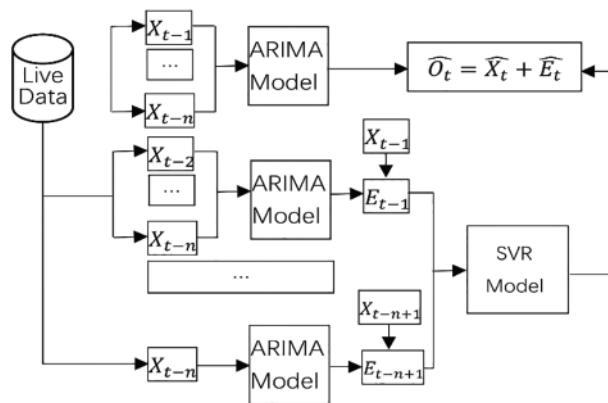 Live
Data
X_{t-1}
...
X_{t-n}
ARIMA
Model
\widehat{O_t} = \widehat{X_t} + \widehat{E_t}
X_{t-2}
...
X_{t-n}
ARIMA
Model
X_{t-1}
E_{t-1}
...
SVR
Model
X_{t-n}
ARIMA
Model
X_{t-n+1}
E_{t-n+1}